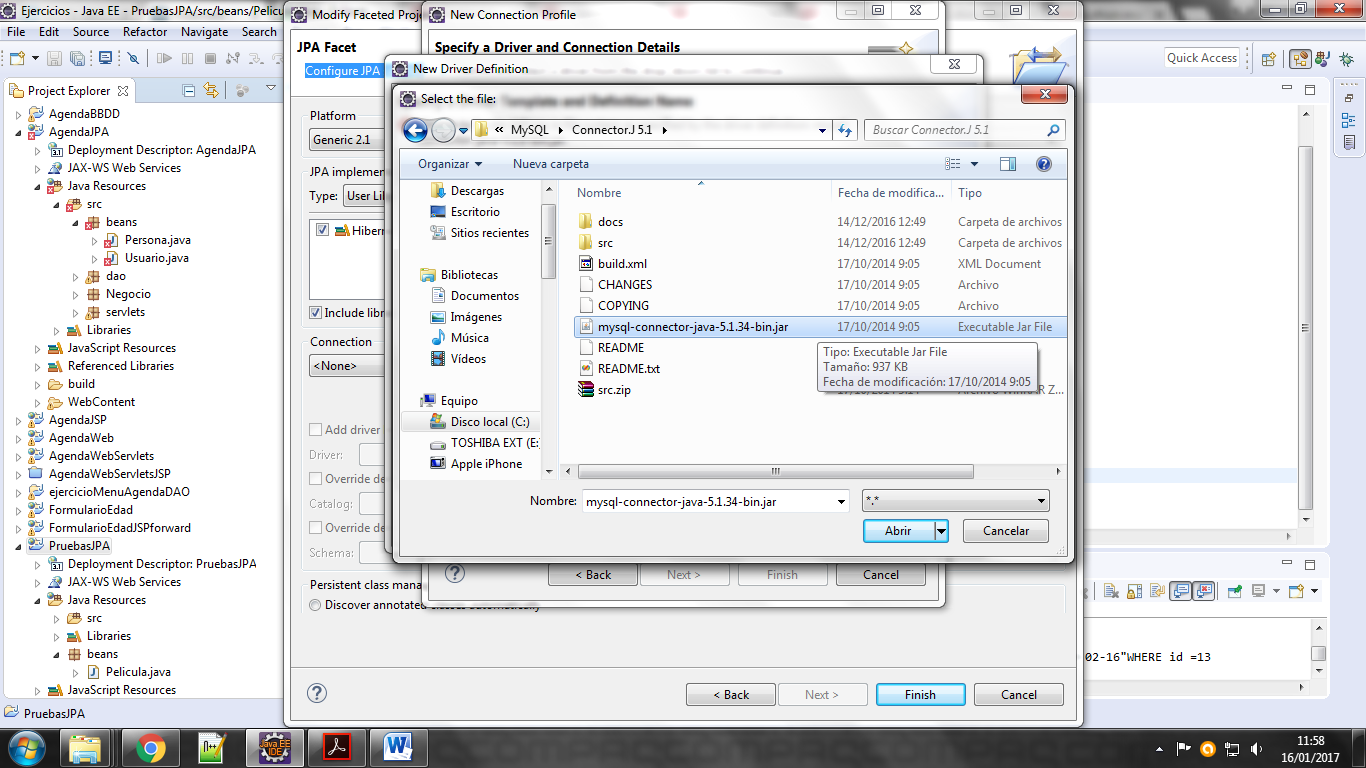 Ejercicios - Java EE - PruebasJPA/src/beans/Pelicu
File Edit Source Refactor Navigate Search
Quick Access
Project Explorer
AgendaBBDD
AgendaJPA
Deployment Descriptor: AgendaJPA
JAX-WS Web Services
Java Resources
src
beans
Persona.java
Usuario.java
dao
Negocio
servlets
Libraries
JavaScript Resources
Referenced Libraries
build
WebContent
AgendaJSP
AgendaWeb
AgendaWebServlets
AgendaWebServletsJSP
ejercicioMenuAgendaDAO
FormularioEdad
FormularioEdadJSPforward
PruebasJPA
Deployment Descriptor: PruebasJPA
JAX-WS Web Services
Java Resources
src
Libraries
beans
Pelicula.java
JavaScript Resources
PruebasJPA
Modify Faceted Proj
JPA Facet
Configure JPA
Platform
Generic 2.1
JPA implemen
Type: User Lib
Hibern
Include libra
Connection
<None>
Add driver
Driver:
Override de
Catalog:
Override de
Schema:
Persistent class mana
Discover annotated classes automatically
< Back Next > Finish Cancel
New Connection Profile
Specify a Driver and Connection Details
< Back Next > Finish Cancel
New Driver Definition
Select the file:
MySQL Connector.J 5.1
Buscar Connector.J 5.1
Organizar Nueva carpeta
Descargas
Escritorio
Sitios recientes
Bibliotecas
Documentos
Imágenes
Música
Vídeos
Equipo
Disco local (C:)
TOSHIBA EXT (E:
Apple iPhone
Nombre Fecha de modifica... Tipo
docs 14/12/2016 12:49 Carpeta de archivos
src 14/12/2016 12:49 Carpeta de archivos
build.xml 17/10/2014 9:05 XML Document
CHANGES 17/10/2014 9:05 Archivo
COPYING 17/10/2014 9:05 Archivo
mysql-connector-java-5.1.34-bin.jar 17/10/2014 9:05 Executable Jar File
README
README.txt
src.zip
Tipo: Executable Jar File
Tamaño: 937 KB
Fecha de modificación: 17/10/2014 9:05
Nombre: mysql-connector-java-5.1.34-bin.jar
*.*
Abrir Cancelar
02-16"WHERE id =13
Java EE
IDE
11:58
16/01/2017